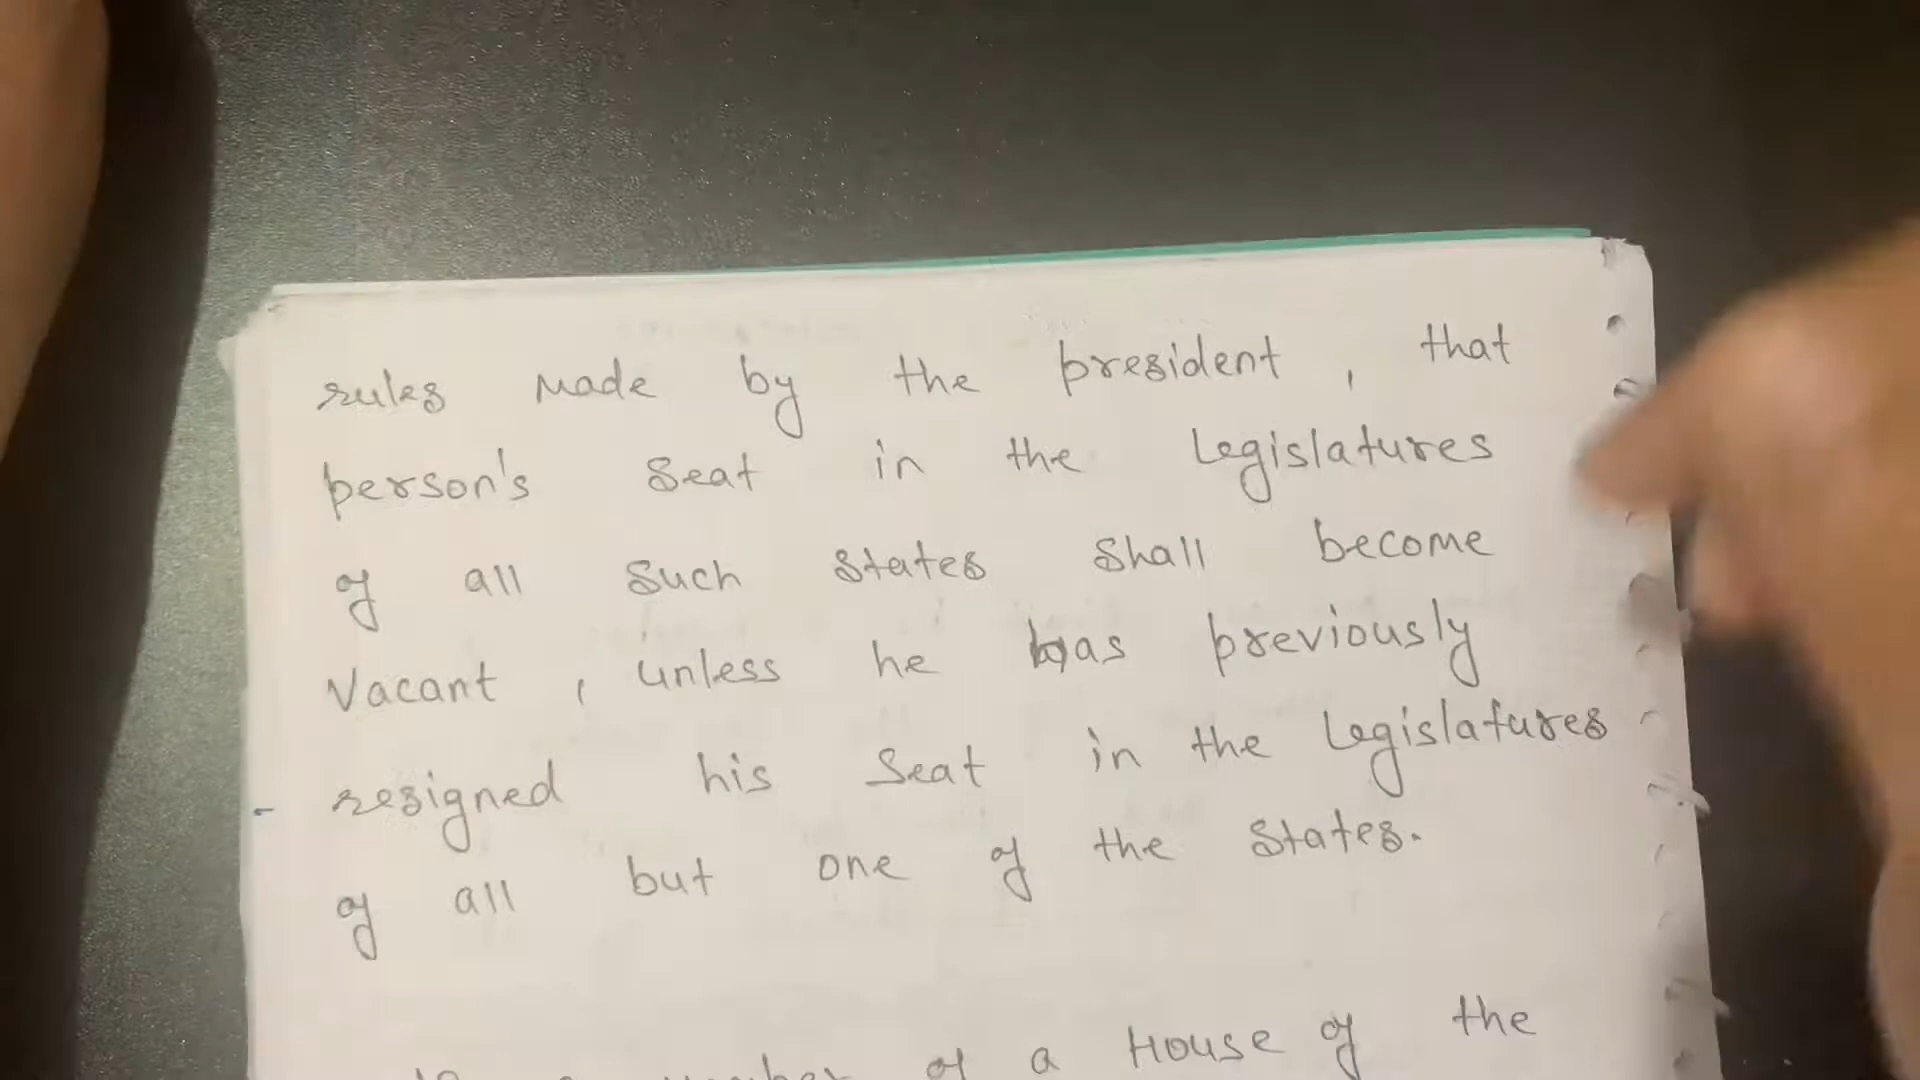 rules made by the president, that
person's seat in the Legislatures
of all such states shall become
Vacant, unless he has previously
resigned his seat in the Legislatures
of all but one of the states.
of a House of the